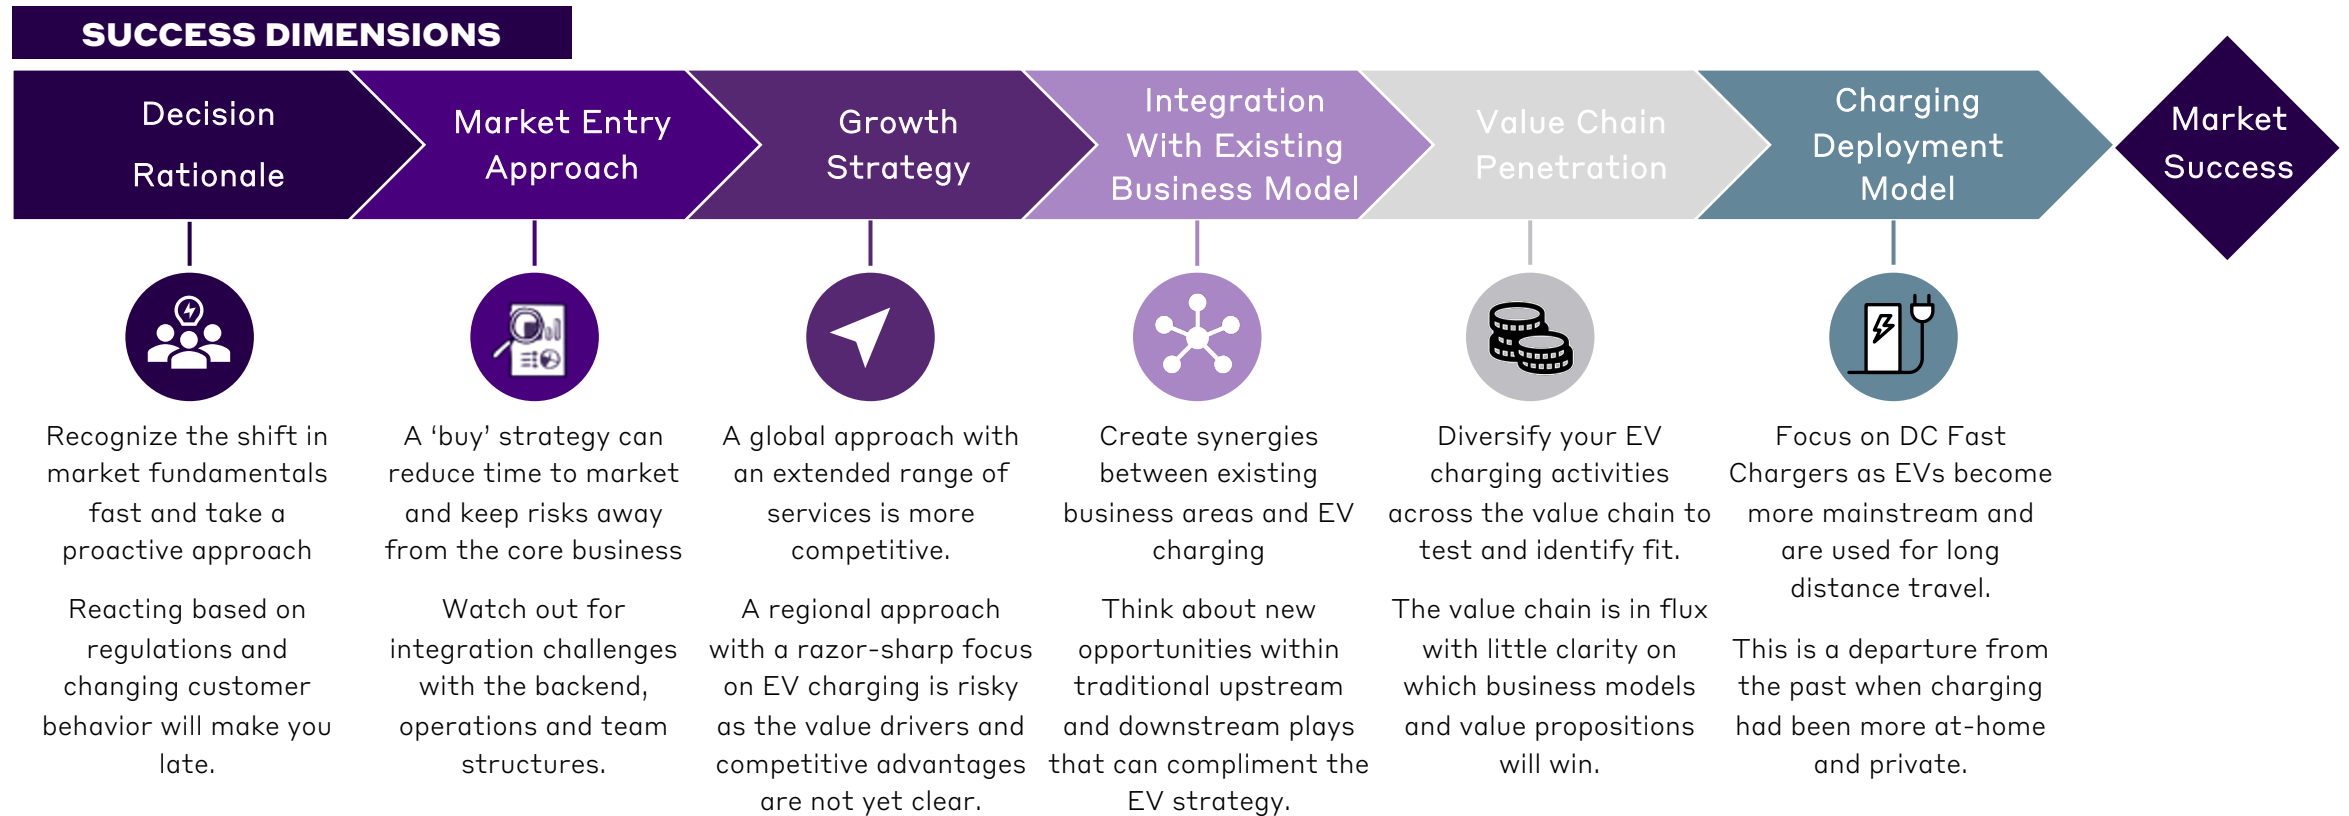 SUCCESS DIMENSIONS
Decision
Rationale
Market Entry
Approach
Growth
Strategy
Integration
With Existing
Business Model
Value Chain
Penetration
Charging
Deployment
Model
Market
Success
Recognize the shift in
market fundamentals
fast and take a
proactive approach
Reacting based on
regulations and
changing customer
behavior will make you
late.
A ‘buy’ strategy can
reduce time to market
and keep risks away
from the core business
Watch out for
integration challenges
with the backend,
operations and team
structures.
A global approach with
an extended range of
services is more
competitive.
A regional approach
with a razor-sharp focus
on EV charging is risky
as the value drivers and
competitive advantages
are not yet clear.
Create synergies
between existing
business areas and EV
charging
Think about new
opportunities within
traditional upstream
and downstream plays
that can compliment the
EV strategy.
Diversify your EV
charging activities
across the value chain to
test and identify fit.
The value chain is in flux
with little clarity on
which business models
and value propositions
will win.
Focus on DC Fast
Chargers as EVs become
more mainstream and
are used for long
distance travel.
This is a departure from
the past when charging
had been more at-home
and private.